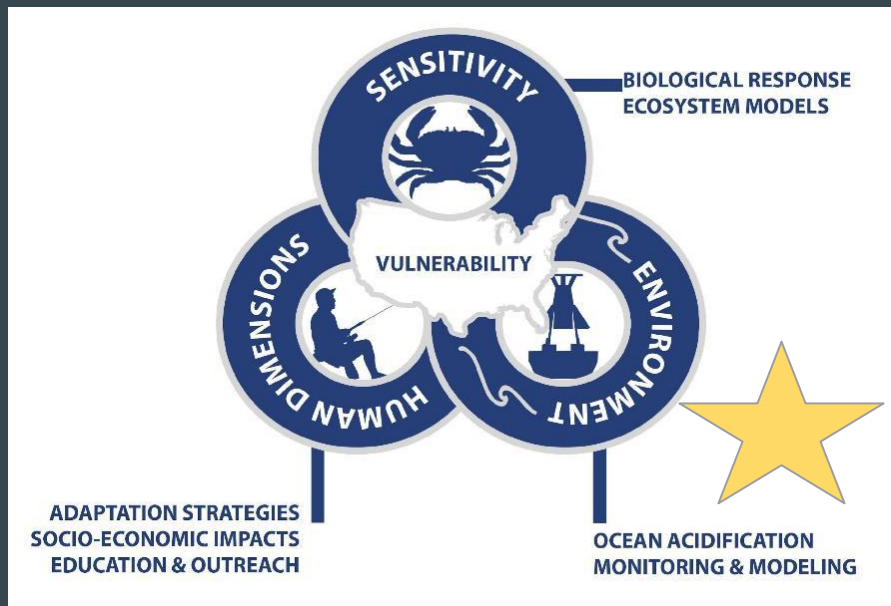 SENSITIVITY
BIOLOGICAL RESPONSE
ECOSYSTEM MODELS
VULNERABILITY
HUMAN DIMENSIONS
ENVIRONMENT
ADAPTATION STRATEGIES
SOCIO-ECONOMIC IMPACTS
EDUCATION & OUTREACH
OCEAN ACIDIFICATION
MONITORING & MODELING